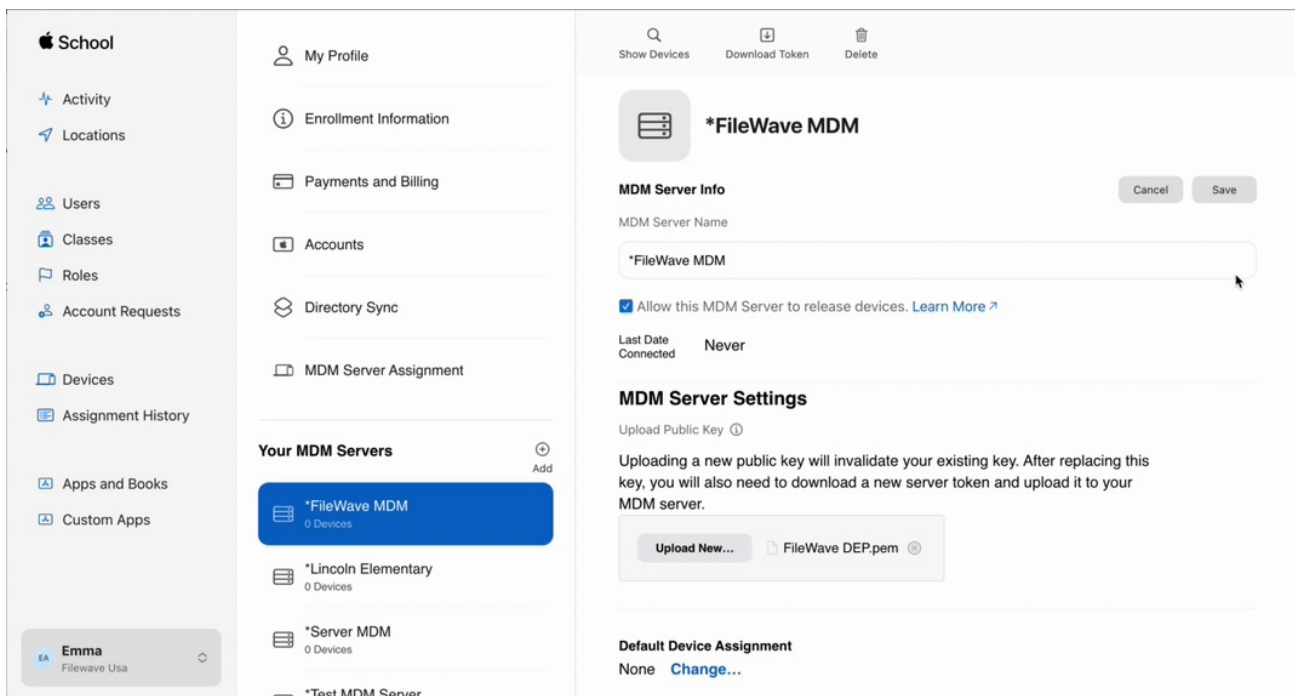 School
Activity
Locations
Users
Classes
Roles
Account Requests
Devices
Assignment History
Apps and Books
Custom Apps
EA
Emma
Filewave Usa
My Profile
Enrollment Information
Payments and Billing
Accounts
Directory Sync
MDM Server Assignment
Your MDM Servers
Add
*FileWave MDM
0 Devices
*Lincoln Elementary
0 Devices
*Server MDM
0 Devices
*Test MDM Server
Show Devices
Download Token
Delete
*FileWave MDM
MDM Server Info
Cancel
Save
MDM Server Name
*FileWave MDM
Allow this MDM Server to release devices. Learn More
Last Date
Connected
Never
MDM Server Settings
Upload Public Key
Uploading a new public key will invalidate your existing key. After replacing this
key, you will also need to download a new server token and upload it to your
MDM server.
Upload New...
FileWave DEP.pem
Default Device Assignment
None Change...